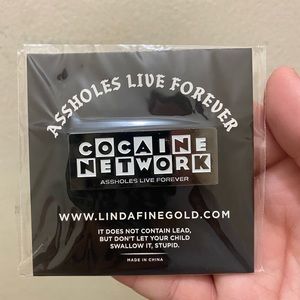 ASSHOLES LIVE FOREVER
COCAINE
NETWORK
ASSHOLES LIVE FOREVER
WWW.LINDAFINEGOLD.COM
IT DOES NOT CONTAIN LEAD,
BUT DON'T LET YOUR CHILD
SWALLOW IT, STUPID.
MADE IN CHINA